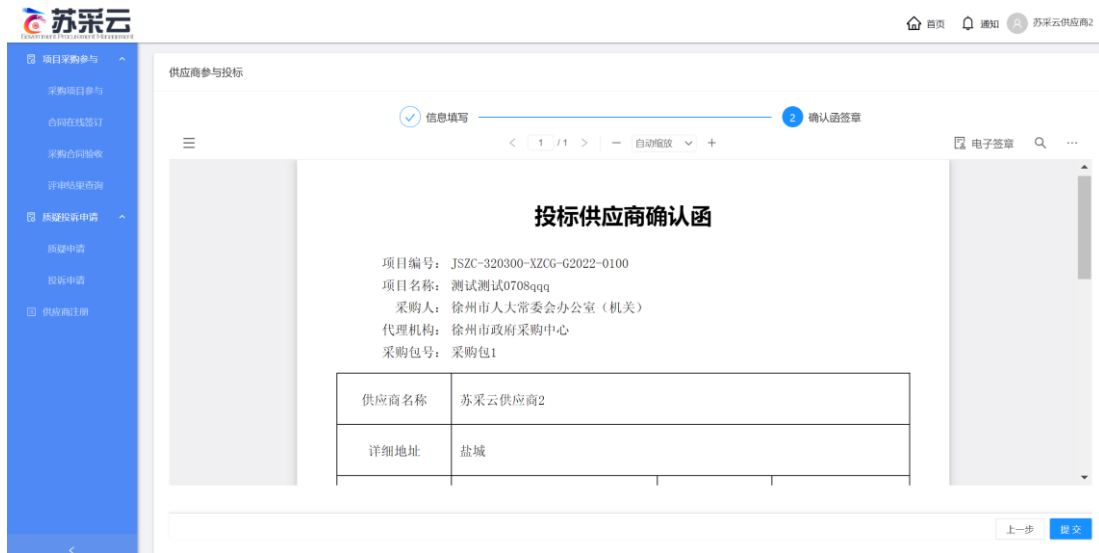 苏采云
Government Procurement Management
首页 通知 苏采云供应商2
项目采购参与
采购项目参与
合同在线签订
采购合同验收
评审结果查询
质疑投诉申请
质疑申请
投诉申请
供应商注册
供应商参与投标
信息填写 2 确认函签章
1 / 1 自动缩放 电子签章
投标供应商确认函
项目编号: JSZC-320300-XZCG-G2022-0100
项目名称: 测试测试0708qqq
采购人: 徐州市人大常委会办公室（机关）
代理机构: 徐州市政府采购中心
采购包号: 采购包1
供应商名称 苏采云供应商2
详细地址 盐城
上一步 提交